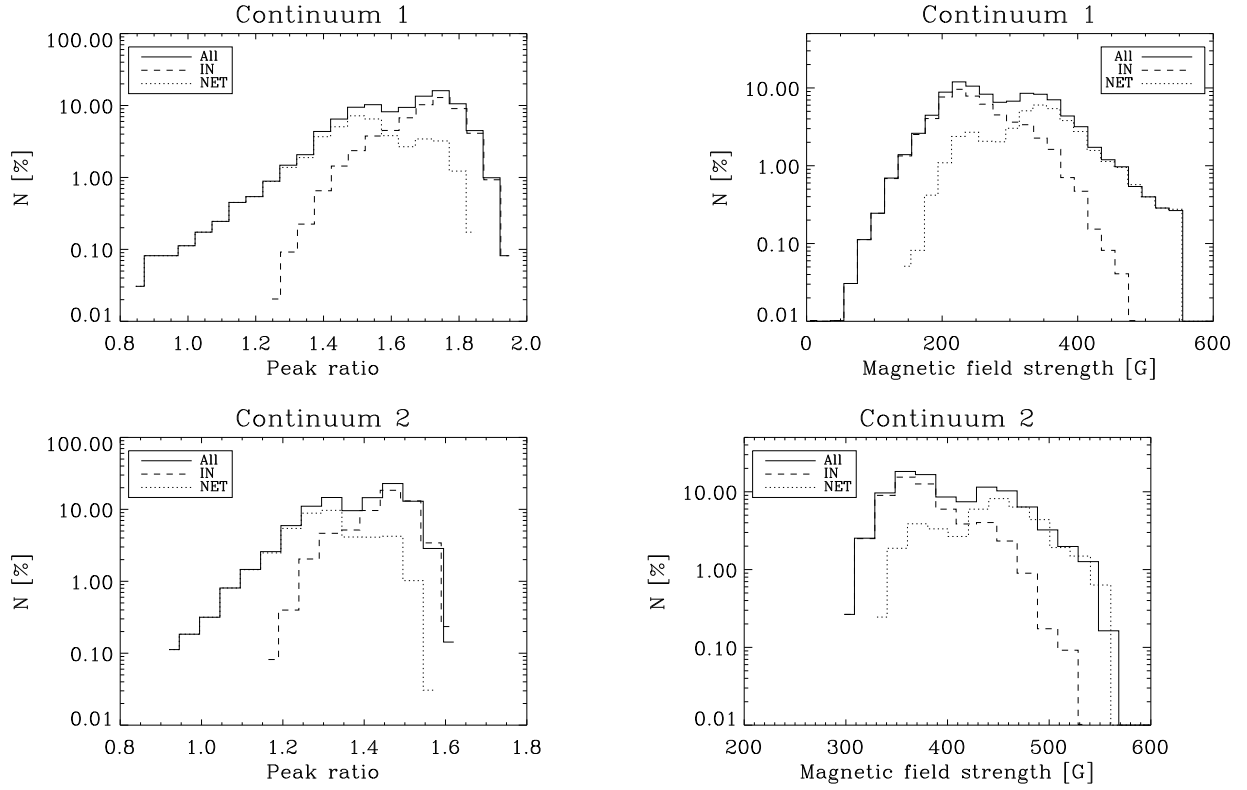 Continuum 1
100.00
10.00
1.00
0.10
0.01
N [%]
All
IN
NET
0.8 1.0 1.2 1.4 1.6 1.8 2.0
Peak ratio
Continuum 1
10.00
1.00
0.10
0.01
N [%]
All
IN
NET
0 200 400 600
Magnetic field strength [G]
Continuum 2
100.00
10.00
1.00
0.10
0.01
N [%]
All
IN
NET
0.8 1.0 1.2 1.4 1.6 1.8
Peak ratio
Continuum 2
10.00
1.00
0.10
0.01
N [%]
All
IN
NET
200 300 400 500 600
Magnetic field strength [G]